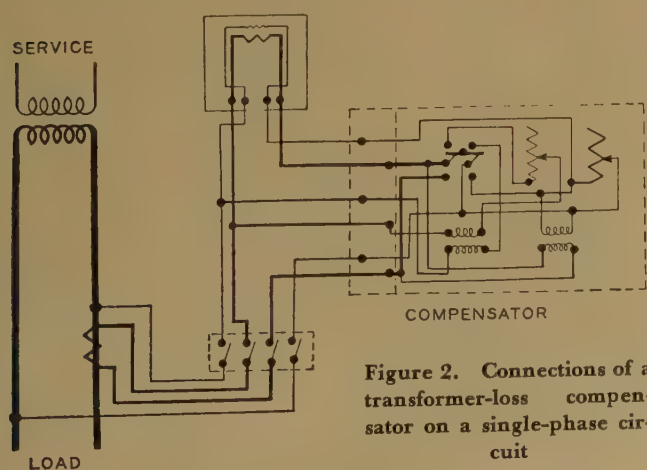 SERVICE
COMPENSATOR
Figure 2. Connections of a
transformer-loss compen-
sator on a single-phase cir-
cuit
LOAD